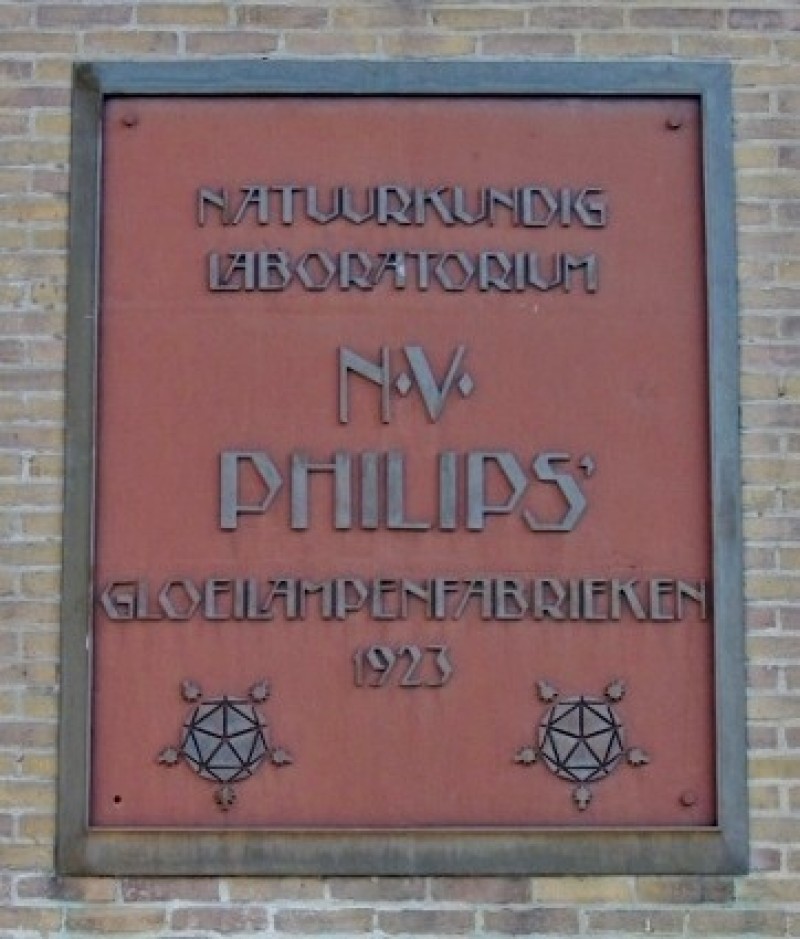 NATUURKUNDIG
LABORATORIUM
N·V·
PHILIPS'
GLOEILAMPENFABRIEKEN
1923